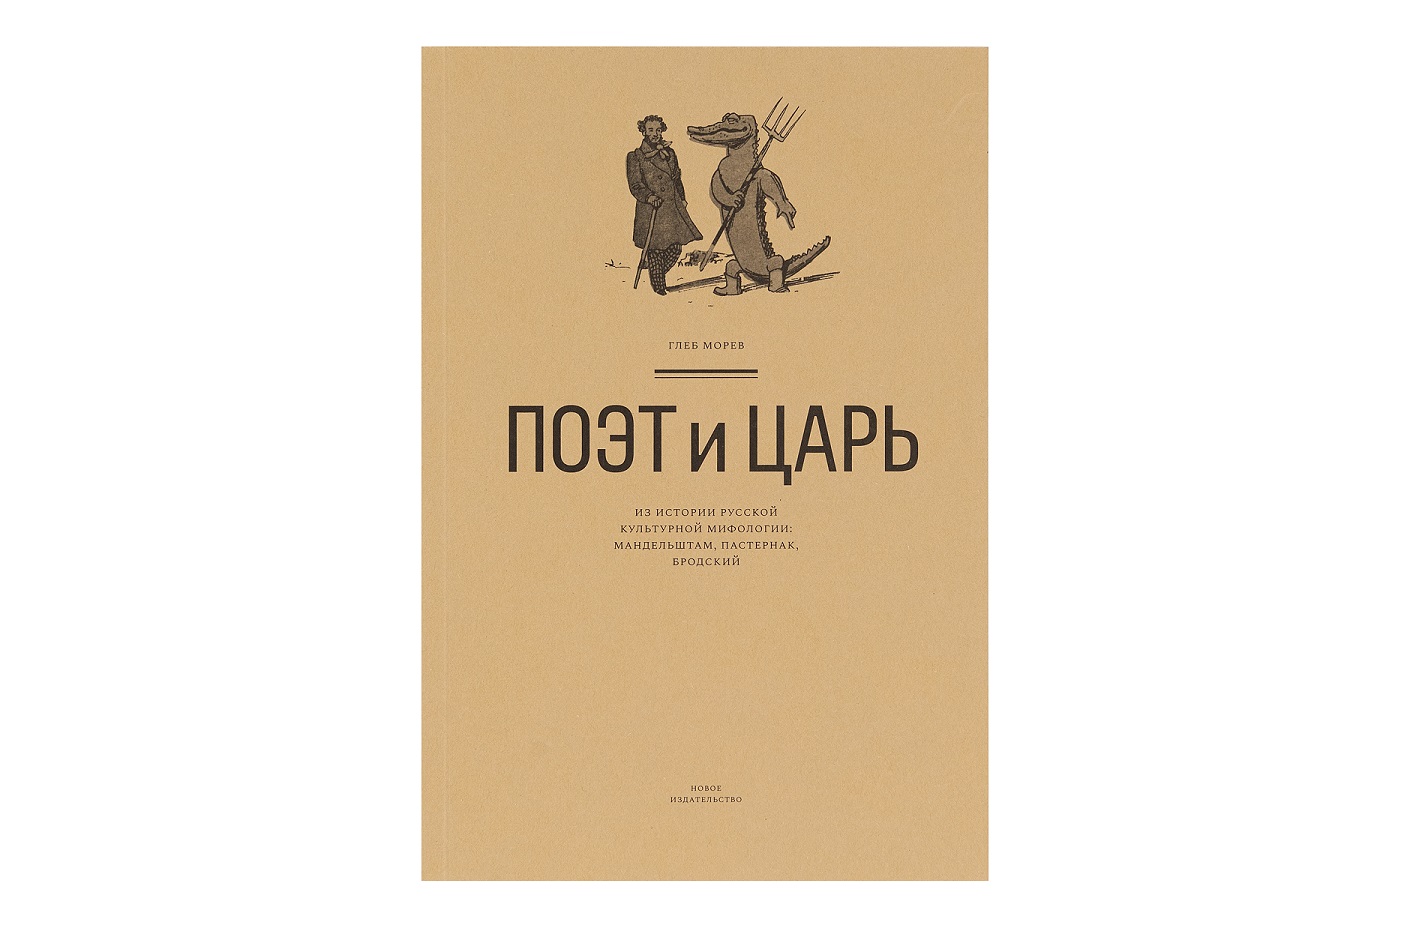 ГЛЕБ МОРЕВ
ПОЭТ и ЦАРЬ
ИЗ ИСТОРИИ РУССКОЙ
КУЛЬТУРНОЙ МИФОЛОГИИ:
МАНДЕЛЬШТАМ, ПАСТЕРНАК,
БРОДСКИЙ
НОВОЕ
ИЗДАТЕЛЬСТВО